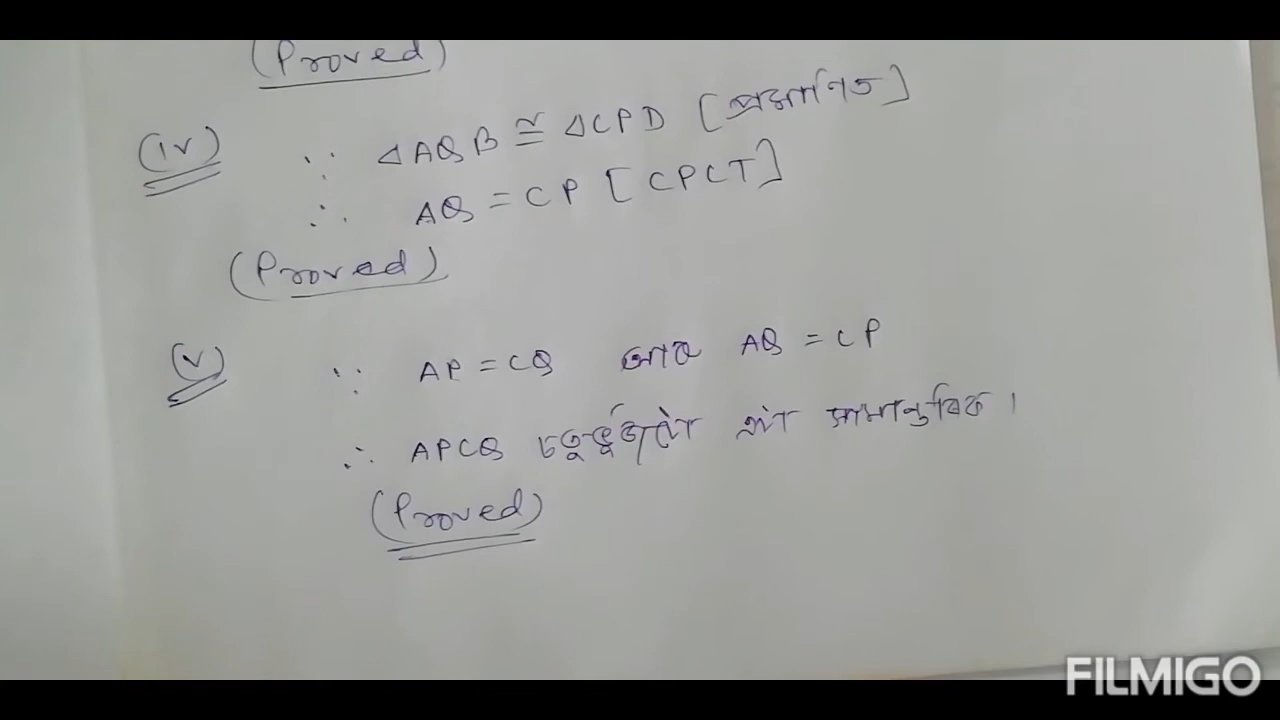 (Proved)
(iv) ∵ △AQB ≅ △CPD [প্ৰমাণিত]
∴ AQ = CP [CPCT]
(Proved)
(v) ∵ AP = CQ আৰু AQ = CP
∴ APCQ চতুৰ্ভুজটো এটা সামান্তৰিক।
(Proved)
FILMIGO